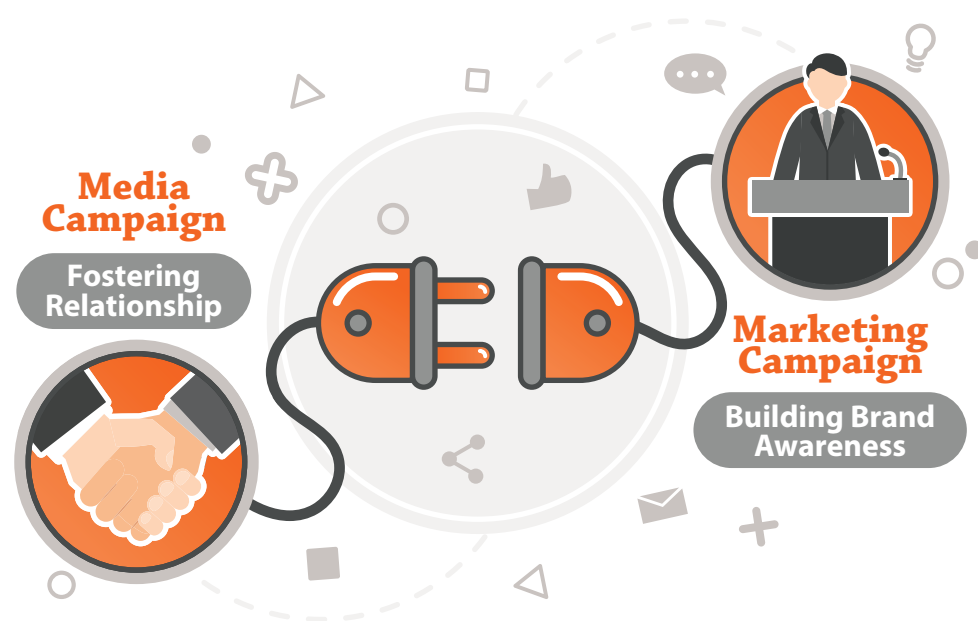 Media
Campaign
Fostering
Relationship
Marketing
Campaign
Building Brand
Awareness